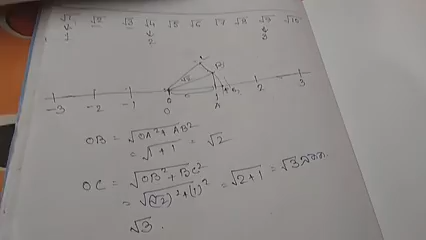 √1 √2 √3 √4 √5 √6 √7 √8 √9 √10
1 2 3
B
-3 -2 -1 0 A 2 3
O
OB = √OA²+AB²
= √1+1 = √2
OC = √OB²+BC²
= √(√2)²+(1)² = √2+1 = √3
√3.